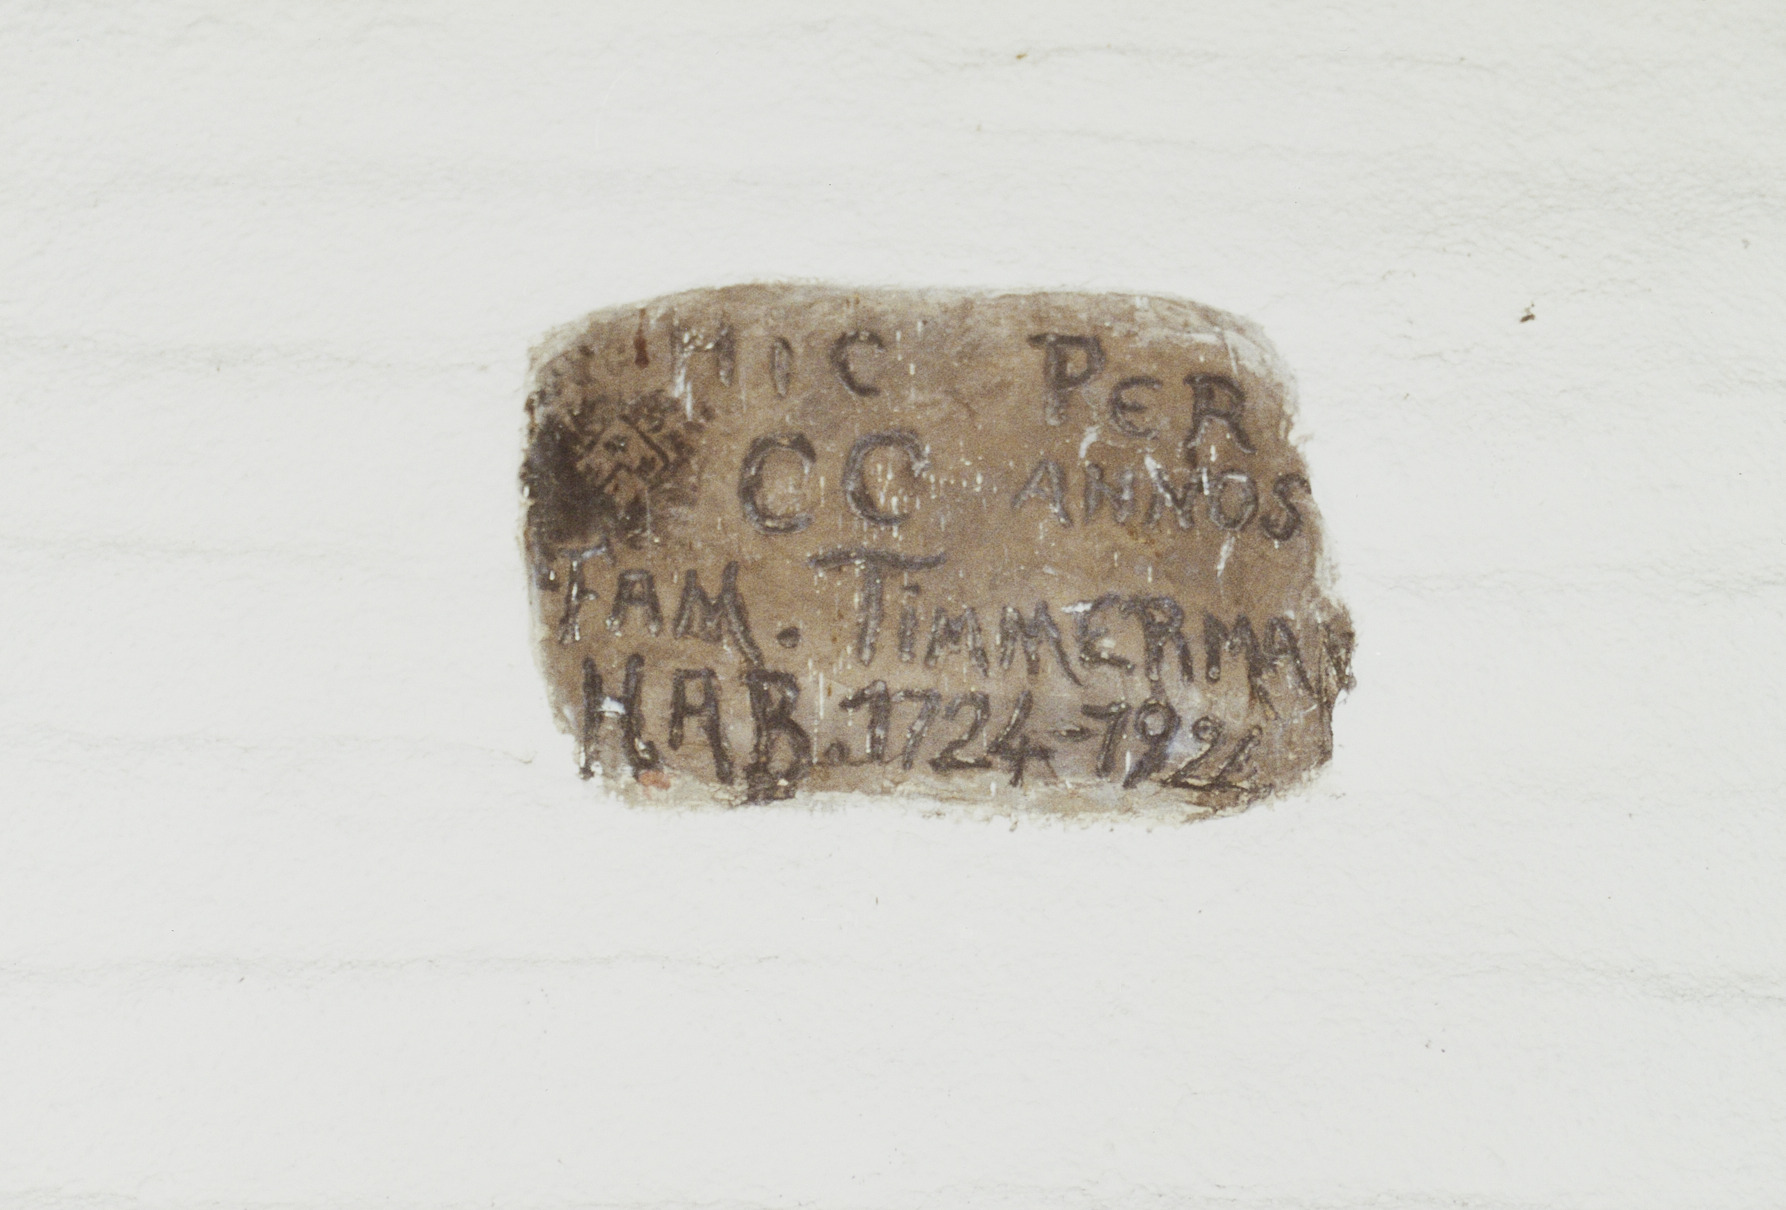 HIC PER
CC ANNOS
FAM. TIMMERMAN
HAB. 1724-1924